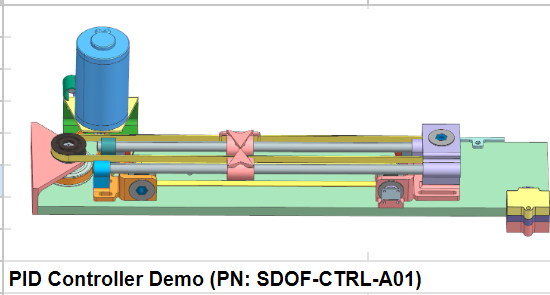 PID Controller Demo (PN: SDOF-CTRL-A01)